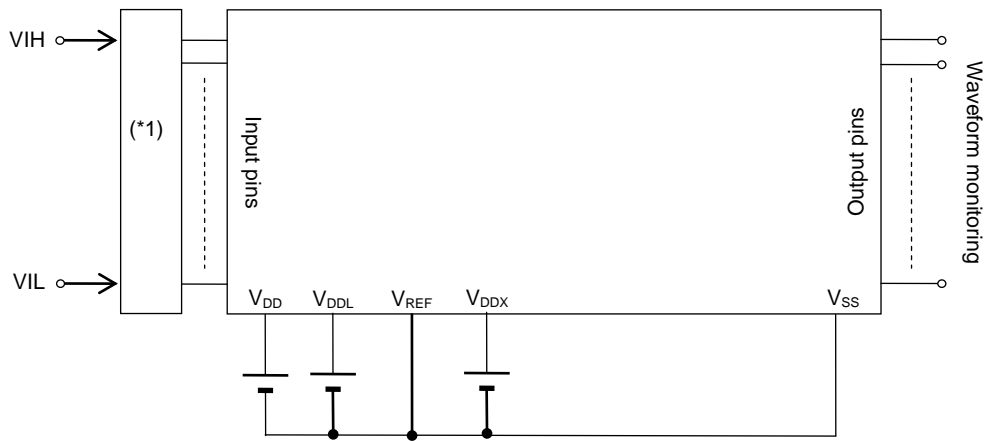 VIH
(*1)
VIL
Input pins
Output pins
Waveform monitoring
VDD
VDDL
VREF
VDDX
VSS